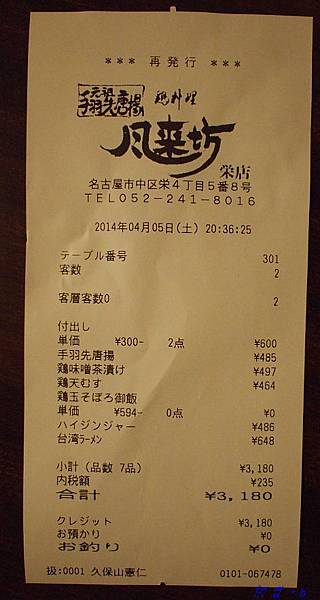 *** 再発行 ***
元祖 手羽先唐揚 鶏料理
風来坊
栄店
名古屋市中区栄4丁目5番8号
TEL052-241-8016
2014年04月05日(土) 20:36:25
テーブル番号 301
客数 2
客層客数0 2
付出し
単価 ¥300- 2点 ¥600
手羽先唐揚 ¥485
鶏味噌茶漬け ¥497
鶏天むす ¥464
鶏玉そぼろ御飯
単価 ¥594- 0点 ¥0
ハイジンジャー ¥486
台湾ラーメン ¥648
小計 (品数 7品) ¥3,180
内税額 ¥235
合計 ¥3,180
クレジット ¥3,180
お預かり ¥0
お釣り ¥0
扱:0001 久保山憲仁 0101-067478